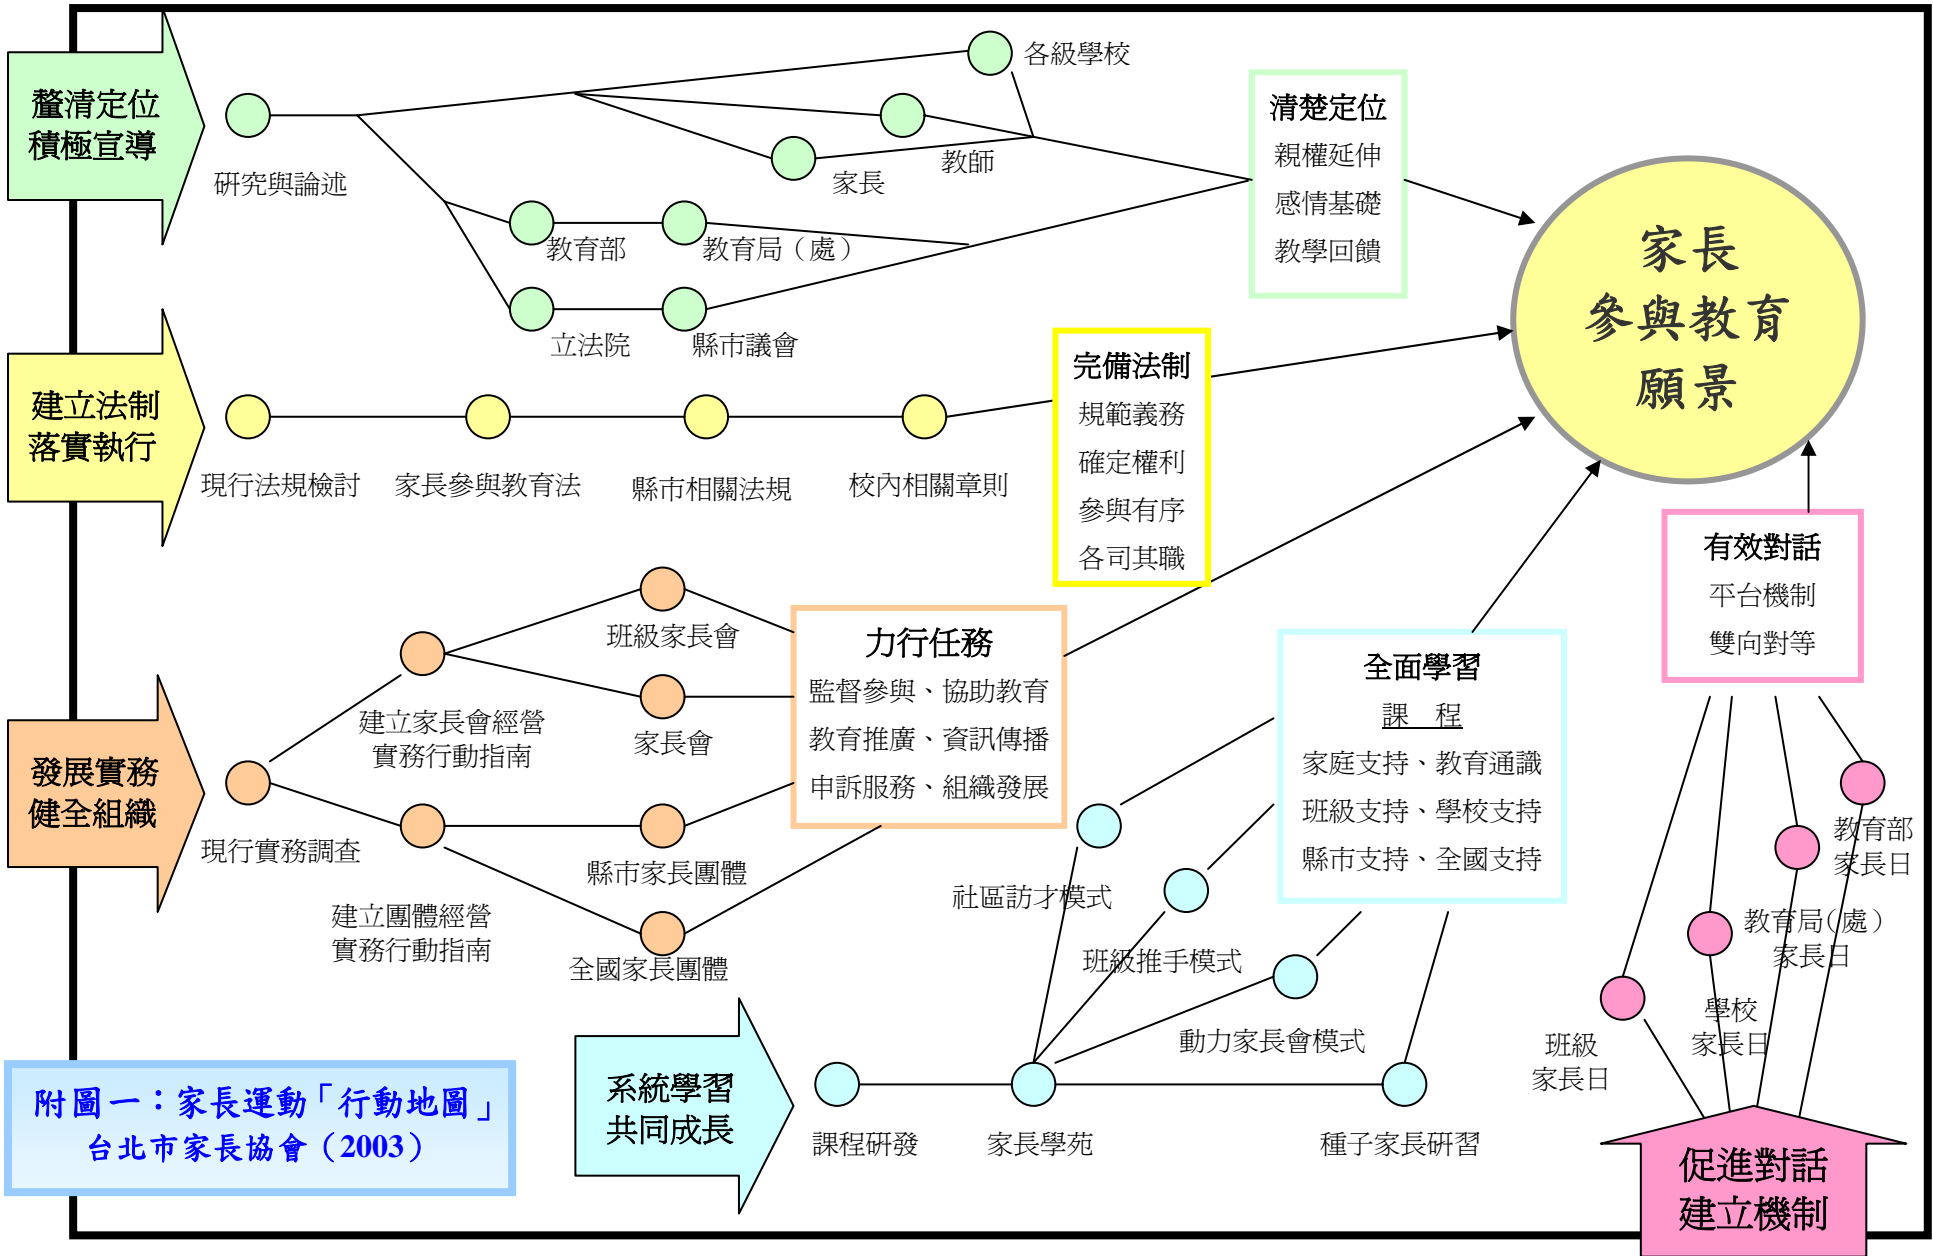 釐清定位
積極宣導
研究與論述
各級學校
教師
家長
教育部
教育局（處）
立法院
縣市議會
清楚定位
親權延伸
感情基礎
教學回饋
家長
參與教育
願景
建立法制
落實執行
現行法規檢討
家長參與教育法
縣市相關法規
校內相關章則
完備法制
規範義務
確定權利
參與有序
各司其職
發展實務
健全組織
現行實務調查
建立家長會經營
實務行動指南
建立團體經營
實務行動指南
班級家長會
家長會
縣市家長團體
全國家長團體
力行任務
監督參與、協助教育
教育推廣、資訊傳播
申訴服務、組織發展
系統學習
共同成長
課程研發
家長學苑
種子家長研習
社區訪才模式
班級推手模式
動力家長會模式
全面學習
課　程
家庭支持、教育通識
班級支持、學校支持
縣市支持、全國支持
有效對話
平台機制
雙向對等
教育部
家長日
教育局（處）
家長日
學校
家長日
班級
家長日
促進對話
建立機制
附圖一：家長運動「行動地圖」
台北市家長協會（2003）